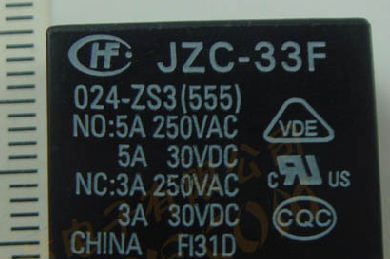 HF JZC-33F
024-ZS3(555)
NO:5A 250VAC
5A 30VDC
VDE
NC:3A 250VAC
c RU US
3A 30VDC
CQC
CHINA FI31D